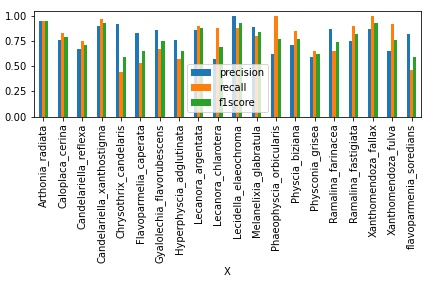 1.00
0.75
0.50
0.25
0.00
precision
recall
f1score
Arthonia_radiata
Caloplaca_cerina
Candelariella_reflexa
Candelariella_xanthostigma
Chrysothrix_candelaris
Flavoparmelia_caperata
Gyalolechia_flavorubescens
Hyperphyscia_adglutinata
Lecanora_argentata
Lecanora_chlarotera
Lecidella_elaeochroma
Melanelixia_glabratula
Phaeophyscia_orbicularis
Physcia_biziana
Physconia_grisea
Ramalina_farinacea
Ramalina_fastigiata
Xanthomendoza_fallax
Xanthomendoza_fulva
flavoparmenia_soredians
X